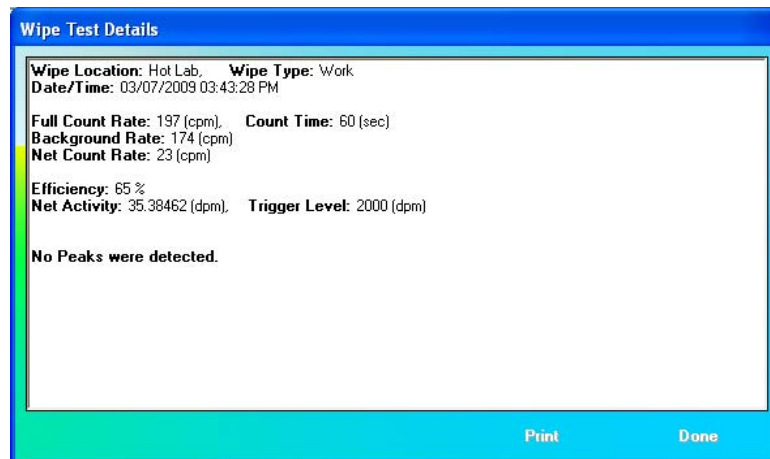 Wipe Test Details
Wipe Location: Hot Lab, Wipe Type: Work
Date/Time: 03/07/2009 03:43:28 PM
Full Count Rate: 197 (cpm), Count Time: 60 (sec)
Background Rate: 174 (cpm)
Net Count Rate: 23 (cpm)
Efficiency: 65 %
Net Activity: 35.38462 (dpm), Trigger Level: 2000 (dpm)
No Peaks were detected.
Print Done